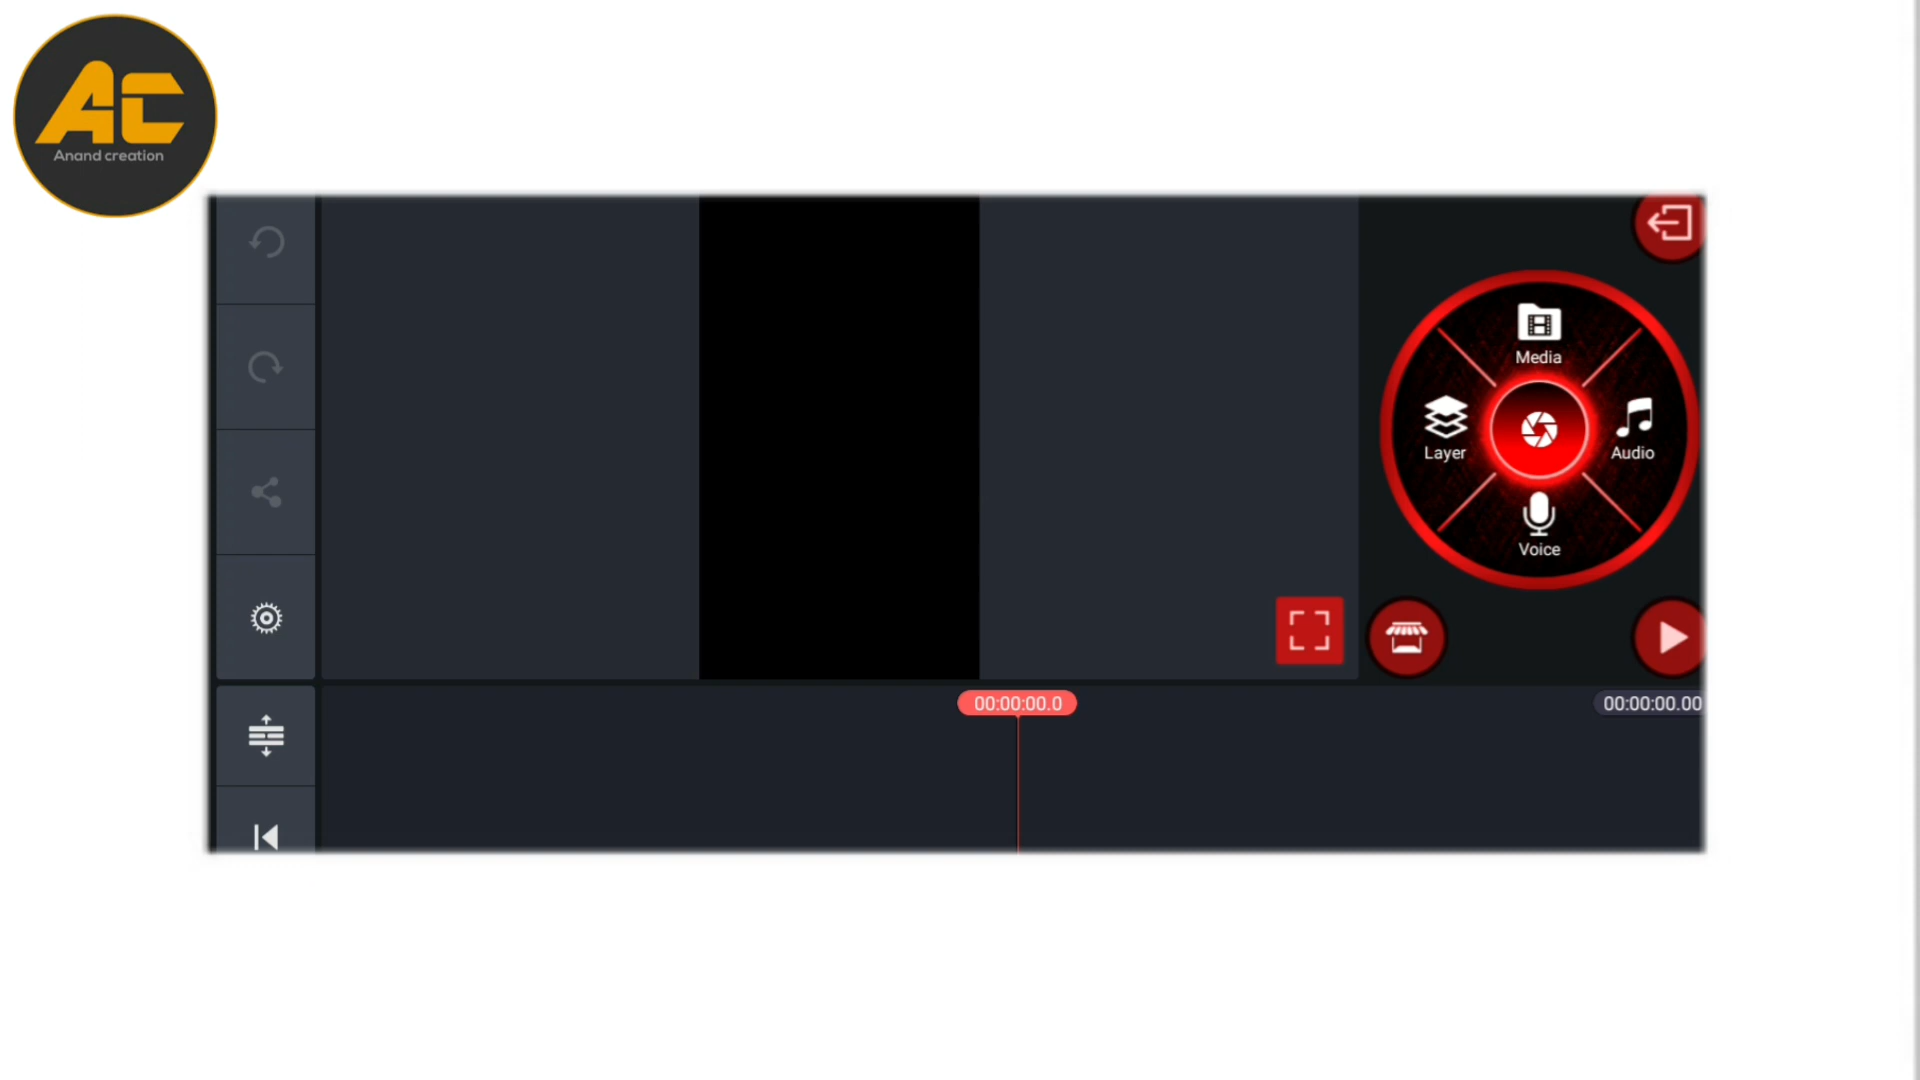 AC
Anand creation
Media
Layer
Audio
Voice
00:00:00.0
00:00:00.00